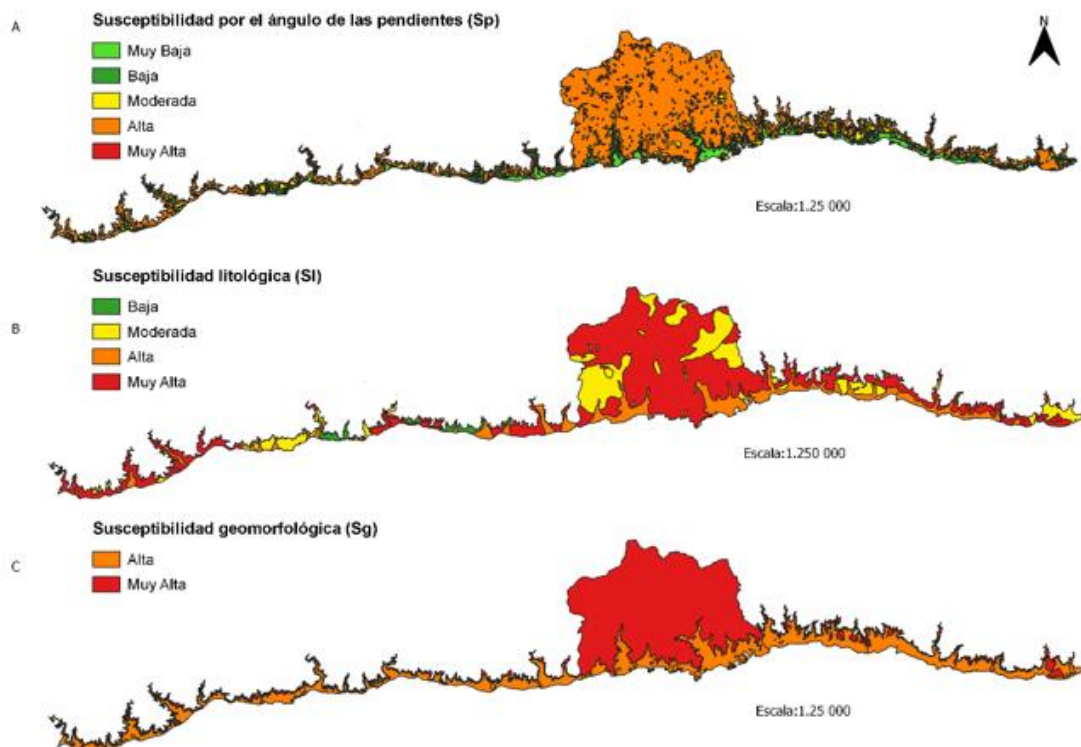 A
Susceptibilidad por el ángulo de las pendientes (Sp)
Muy Baja
Baja
Moderada
Alta
Muy Alta
N
Escala:1.25 000
B
Susceptibilidad litológica (Sl)
Baja
Moderada
Alta
Muy Alta
Escala:1.250 000
C
Susceptibilidad geomorfológica (Sg)
Alta
Muy Alta
Escala:1.25 000